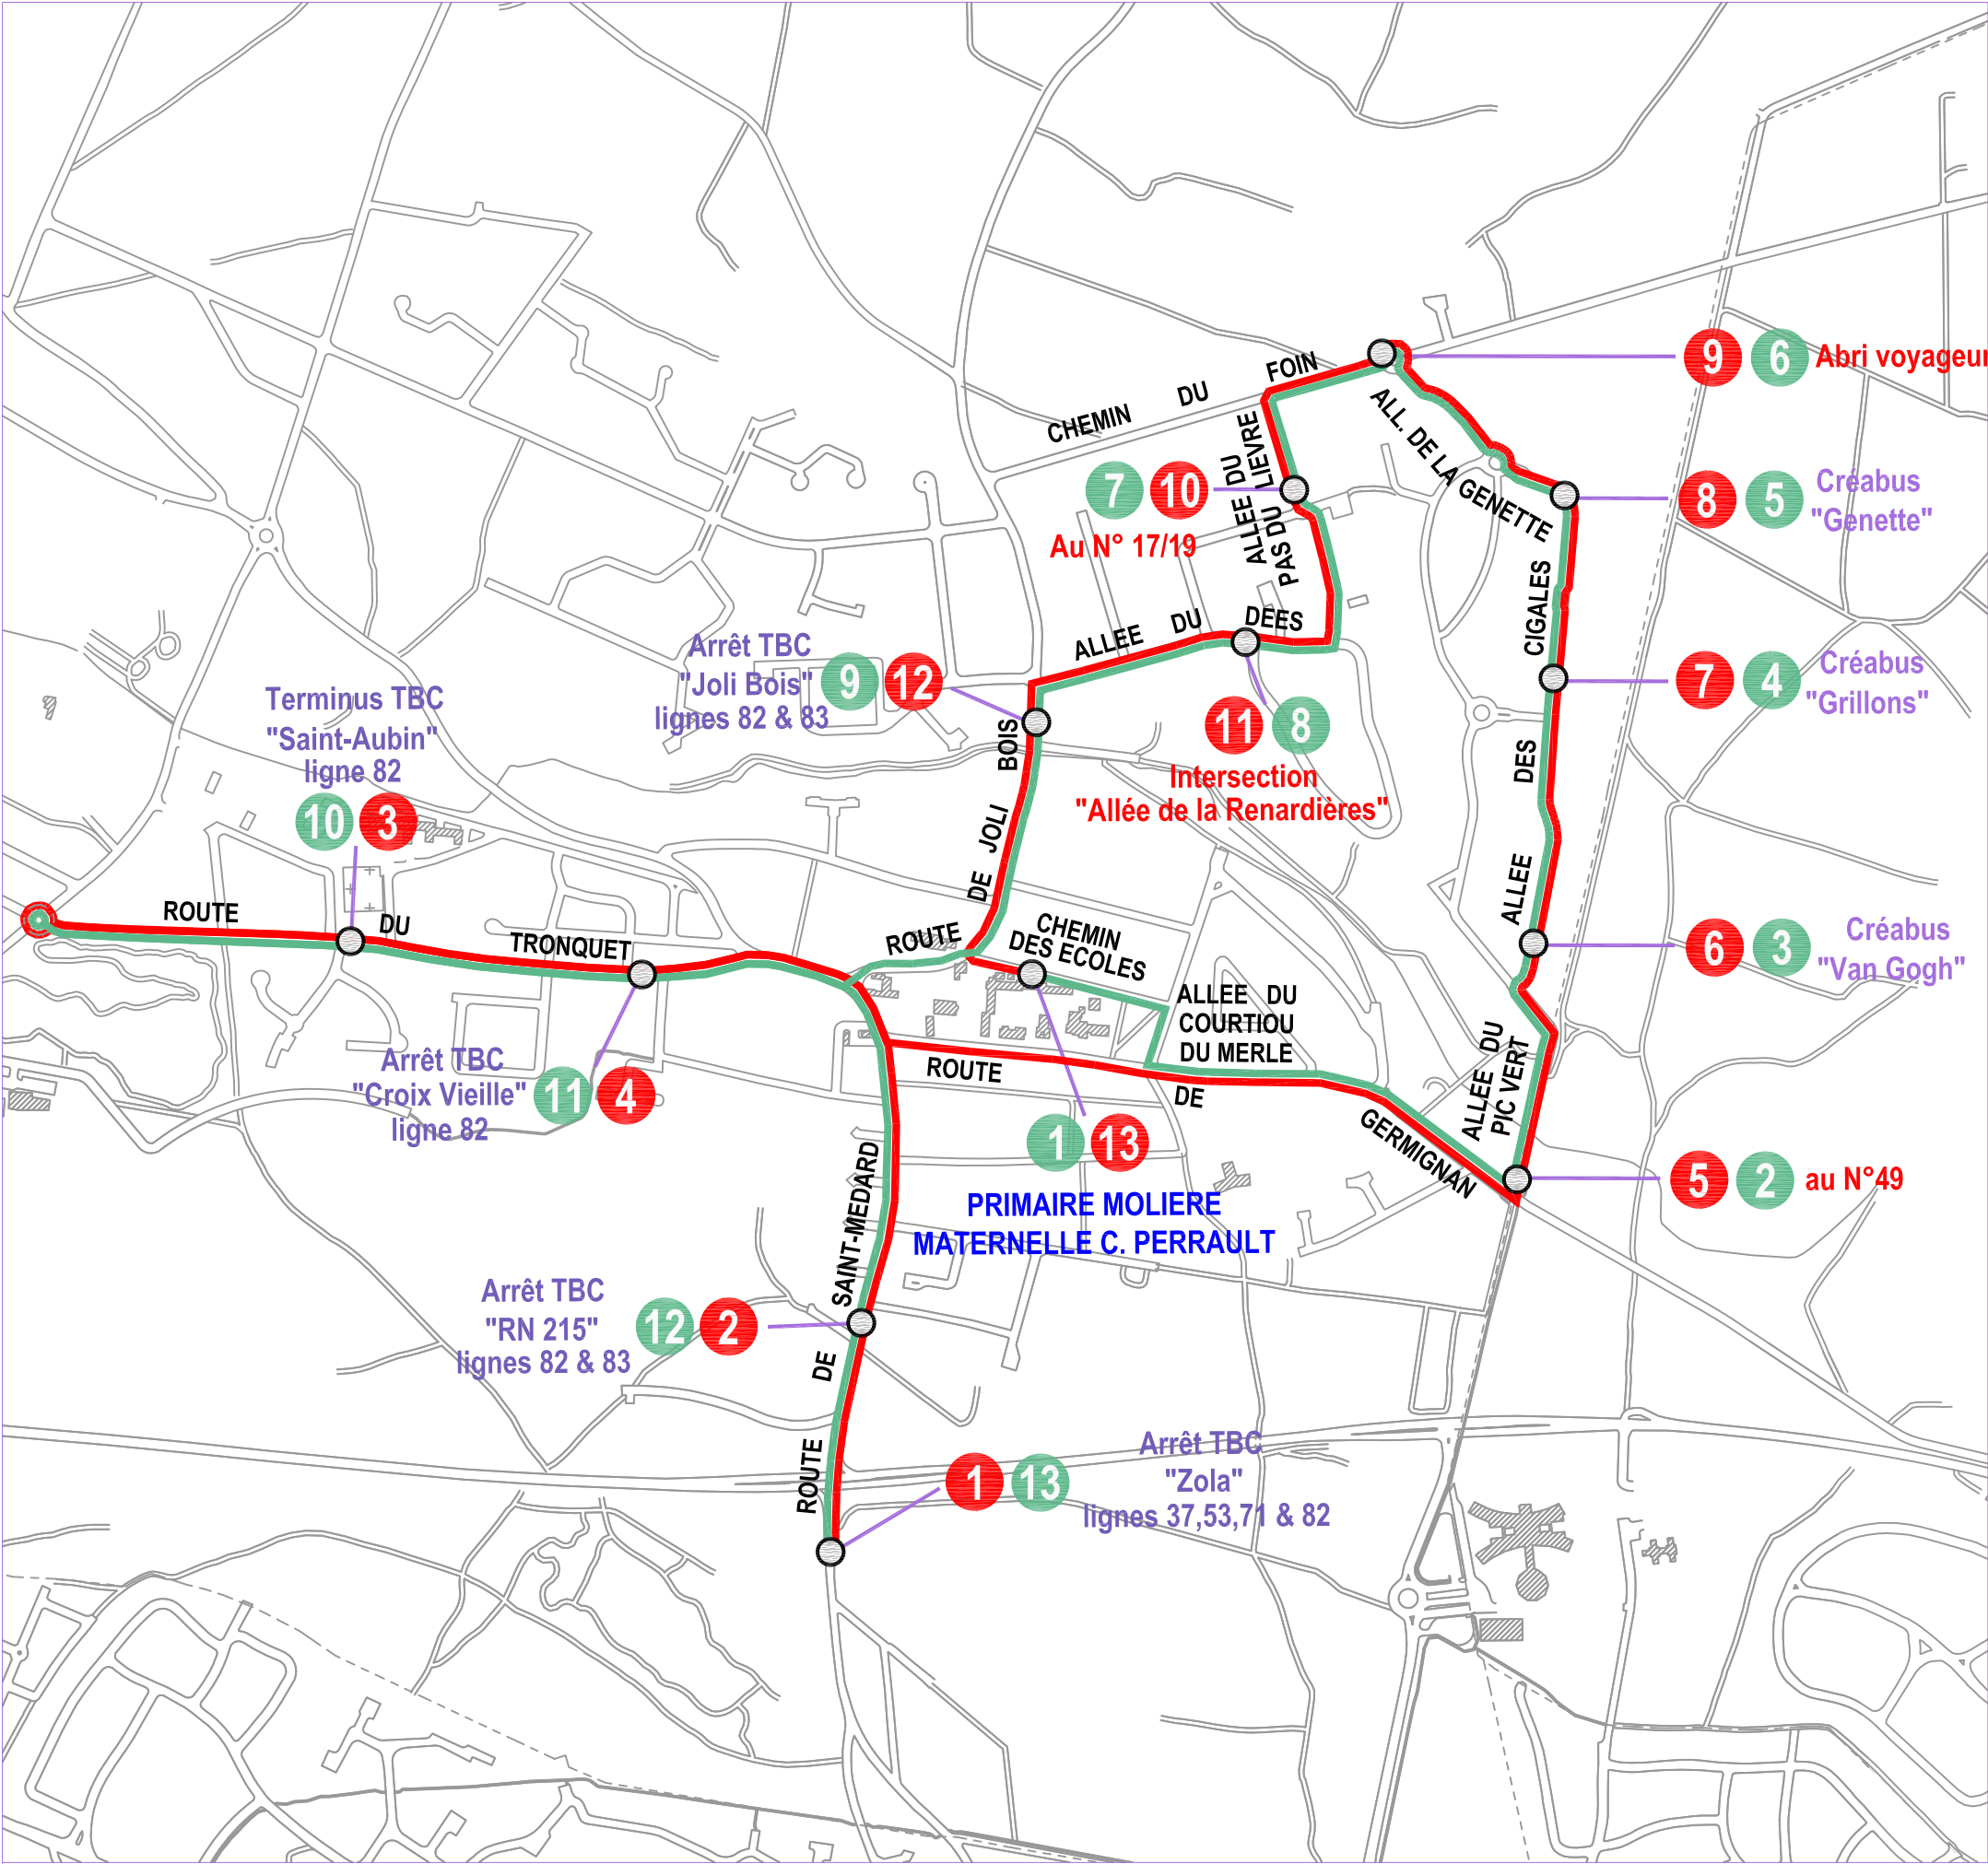 9 6 Abri voyageur
CHEMIN DU FOIN
ALL. DE LA GENETTE
ALLEE DU
PAS DU LIEVRE
7 10
Au N° 17/19
8 5 Créabus
"Genette"
CIGALES
DES
ALLEE
ALLEE DU DEES
Arrêt TBC
"Joli Bois" 9 12
lignes 82 & 83
7 4 Créabus
"Grillons"
11 8
Intersection
"Allée de la Renardières"
Terminus TBC
"Saint-Aubin"
ligne 82
10 3
BOIS
JOLI
DE
ROUTE
ROUTE DU TRONQUET
CHEMIN
DES ECOLES
6 3 Créabus
"Van Gogh"
ALLEE DU
COURTIOU
DU MERLE
ALLEE DU
PIC VERT
ROUTE DE GERMIGNAN
Arrêt TBC
"Croix Vieille" 11 4
ligne 82
1 13
PRIMAIRE MOLIERE
MATERNELLE C. PERRAULT
5 2 au N°49
SAINT-MEDARD
DE
ROUTE
Arrêt TBC
"RN 215" 12 2
lignes 82 & 83
1 13 Arrêt TBC
"Zola"
lignes 37,53,71 & 82